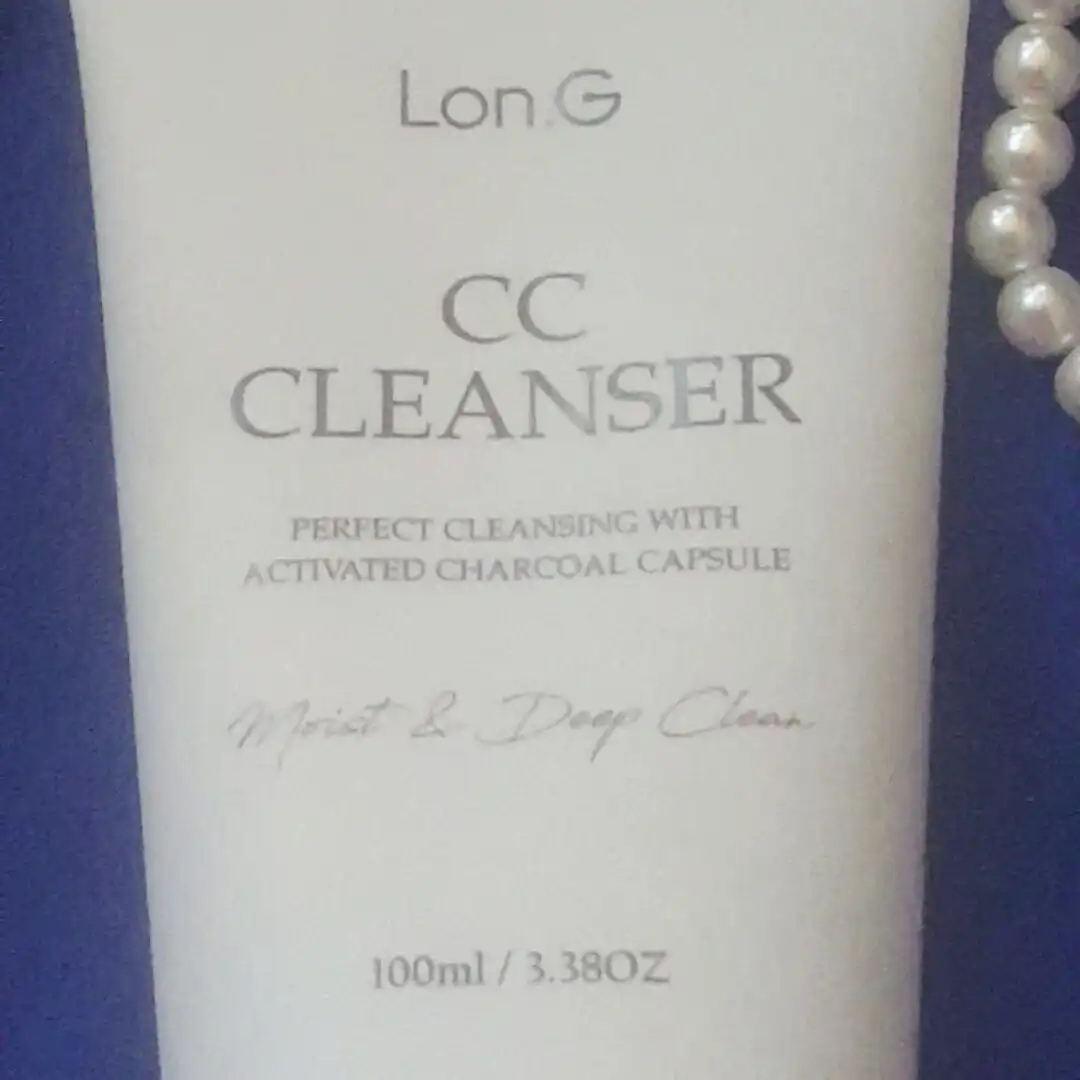 Lon.G
CC
CLEANSER
PERFECT CLEANSING WITH
ACTIVATED CHARCOAL CAPSULE
Moist & Deep Clean
100ml / 3.38OZ